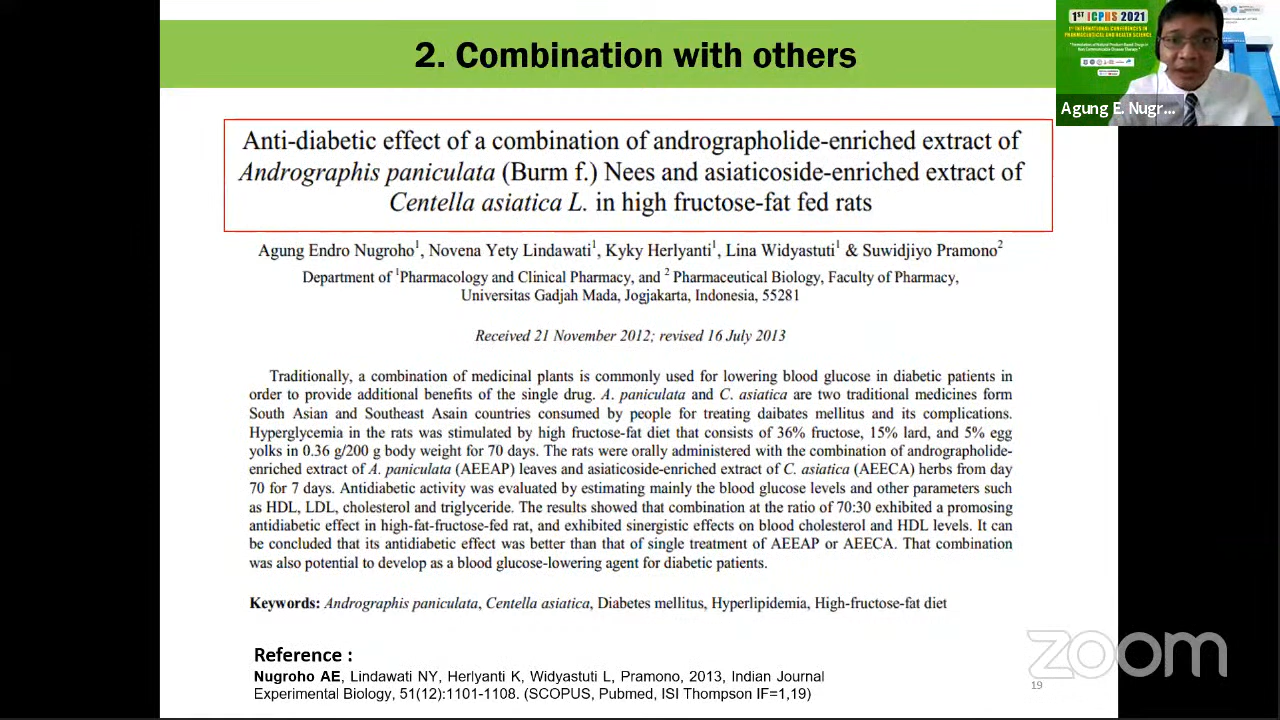 2. Combination with others
1ST ICPHS 2021
1ST INTERNATIONAL CONFERENCES IN
PHARMACEUTICAL AND HEALTH SCIENCE
Agung E. Nugr...
Anti-diabetic effect of a combination of andrographolide-enriched extract of
Andrographis paniculata (Burm f.) Nees and asiaticoside-enriched extract of
Centella asiatica L. in high fructose-fat fed rats
Agung Endro Nugroho1, Novena Yety Lindawati1, Kyky Herlyanti1, Lina Widyastuti1 & Suwidjiyo Pramono2
Department of 1Pharmacology and Clinical Pharmacy, and 2 Pharmaceutical Biology, Faculty of Pharmacy,
Universitas Gadjah Mada, Jogjakarta, Indonesia, 55281
Received 21 November 2012; revised 16 July 2013
Traditionally, a combination of medicinal plants is commonly used for lowering blood glucose in diabetic patients in
order to provide additional benefits of the single drug. A. paniculata and C. asiatica are two traditional medicines form
South Asian and Southeast Asain countries consumed by people for treating daibates mellitus and its complications.
Hyperglycemia in the rats was stimulated by high fructose-fat diet that consists of 36% fructose, 15% lard, and 5% egg
yolks in 0.36 g/200 g body weight for 70 days. The rats were orally administered with the combination of andrographolide-
enriched extract of A. paniculata (AEEAP) leaves and asiaticoside-enriched extract of C. asiatica (AEECA) herbs from day
70 for 7 days. Antidiabetic activity was evaluated by estimating mainly the blood glucose levels and other parameters such
as HDL, LDL, cholesterol and triglyceride. The results showed that combination at the ratio of 70:30 exhibited a promosing
antidiabetic effect in high-fat-fructose-fed rat, and exhibited sinergistic effects on blood cholesterol and HDL levels. It can
be concluded that its antidiabetic effect was better than that of single treatment of AEEAP or AEECA. That combination
was also potential to develop as a blood glucose-lowering agent for diabetic patients.
Keywords: Andrographis paniculata, Centella asiatica, Diabetes mellitus, Hyperlipidemia, High-fructose-fat diet
Reference :
Nugroho AE, Lindawati NY, Herlyanti K, Widyastuti L, Pramono, 2013, Indian Journal
Experimental Biology, 51(12):1101-1108. (SCOPUS, Pubmed, ISI Thompson IF=1,19)
zoom
19